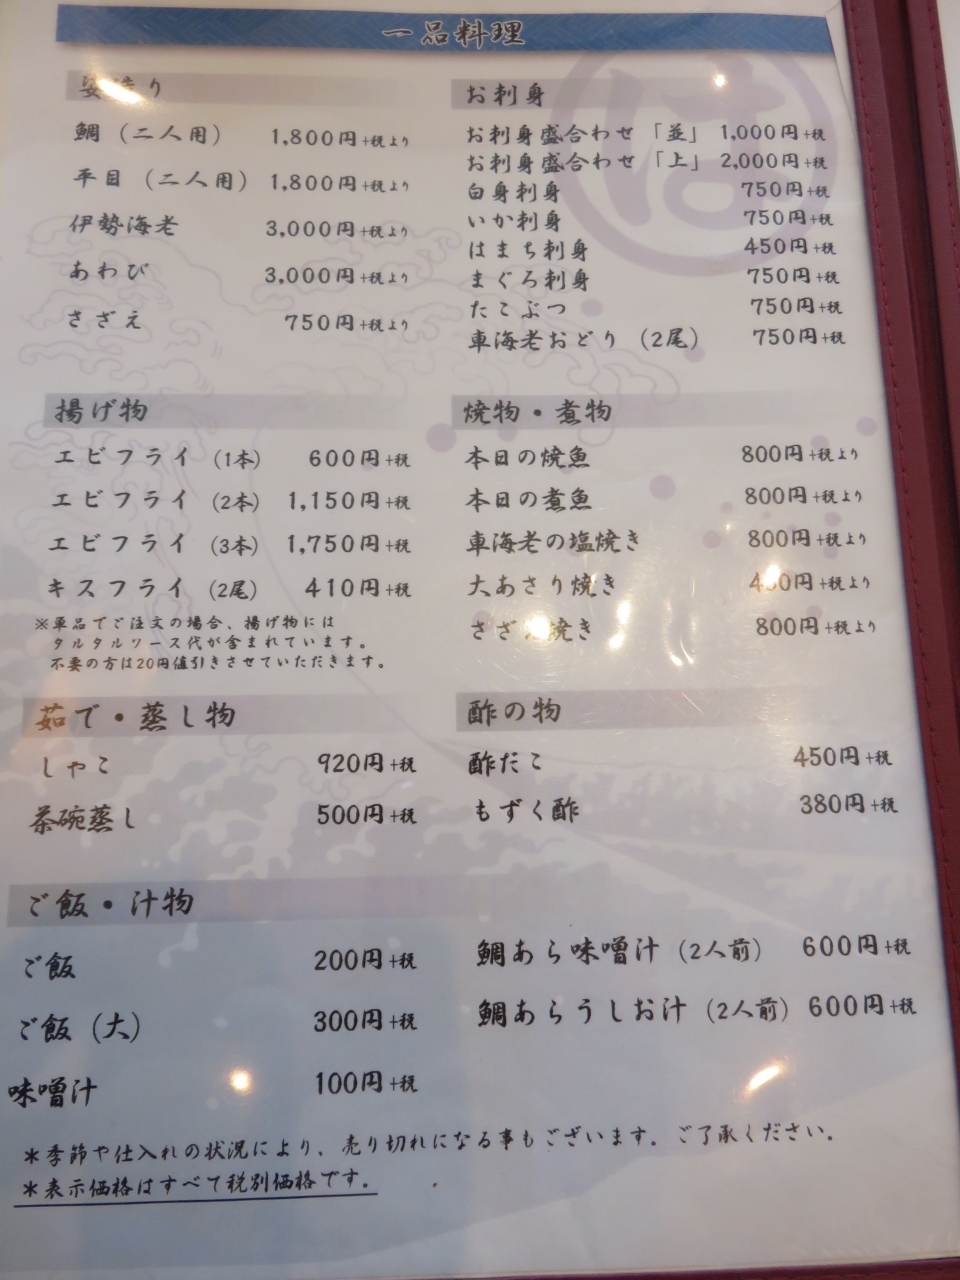 一品料理
姿造り
鯛（二人用） 1,800円+税より
平目（二人用） 1,800円+税より
伊勢海老 3,000円+税より
あわび 3,000円+税より
さざえ 750円+税より
お刺身
お刺身盛合わせ「並」 1,000円+税
お刺身盛合わせ「上」 2,000円+税
白身刺身 750円+税
いか刺身 750円+税
はまち刺身 450円+税
まぐろ刺身 750円+税
たこぶつ 750円+税
車海老おどり（2尾） 750円+税
揚げ物
エビフライ（1本） 600円+税
エビフライ（2本） 1,150円+税
エビフライ（3本） 1,750円+税
キスフライ（2尾） 410円+税
※単品でご注文の場合、揚げ物には
タルタルソース代が含まれています。
不要の方は20円値引きさせていただきます。
焼物・煮物
本日の焼魚 800円+税より
本日の煮魚 800円+税より
車海老の塩焼き 800円+税より
大あさり焼き 円+税より
さざえ焼き 800円+税より
茹で・蒸し物
しゃこ 920円+税
茶碗蒸し 500円+税
酢の物
酢だこ 450円+税
もずく酢 380円+税
ご飯・汁物
ご飯 200円+税
ご飯（大） 300円+税
味噌汁 100円+税
鯛あら味噌汁（2人前） 600円+税
鯛あらうしお汁（2人前） 600円+税
＊季節や仕入れの状況により、売り切れになる事もございます。ご了承ください。
＊表示価格はすべて税別価格です。
は